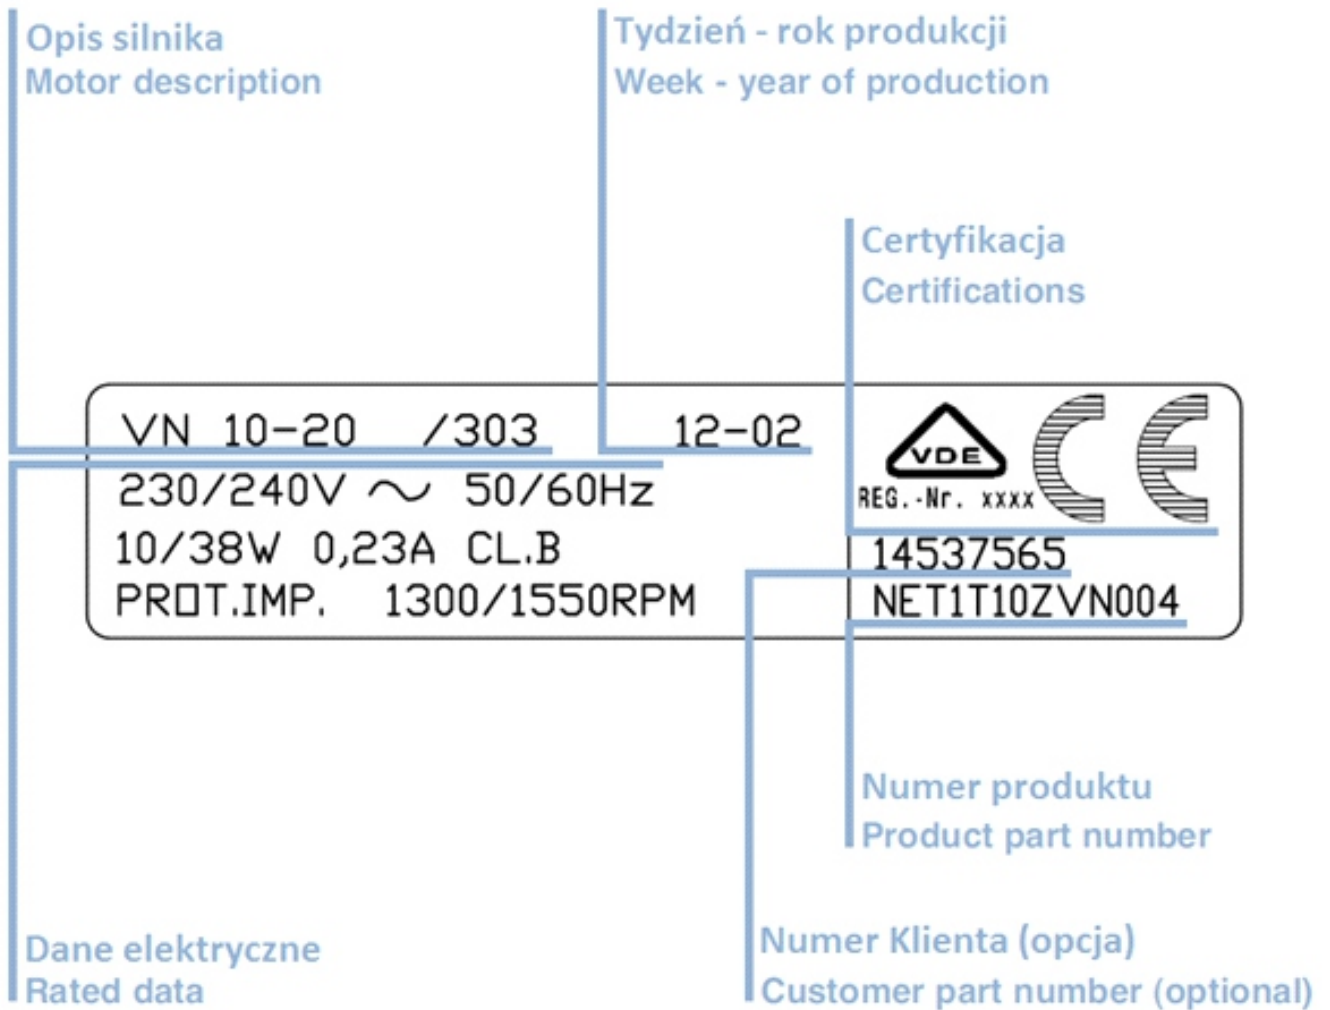 Opis silnika
Motor description
Tydzień - rok produkcji
Week - year of production
Certyfikacja
Certifications
VN 10-20 /303 12-02
230/240V ~ 50/60Hz
10/38W 0,23A CL.B
PROT.IMP. 1300/1550RPM
VDE
REG.-Nr. xxxx
CE
14537565
NET1T10ZVN004
Numer produktu
Product part number
Dane elektryczne
Rated data
Numer Klienta (opcja)
Customer part number (optional)